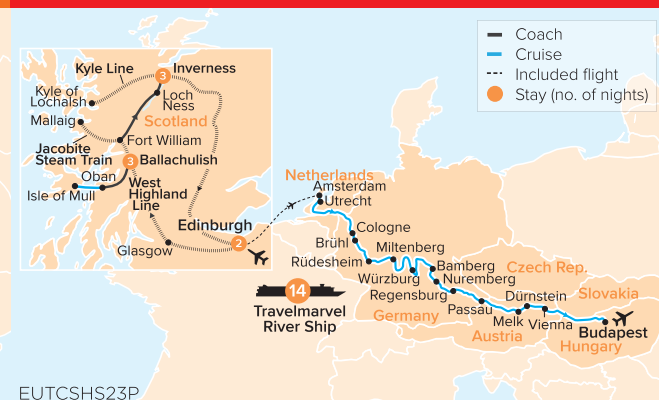 Coach
Cruise
Included flight
Stay (no. of nights)
Kyle Line
3
Inverness
Kyle of
Lochalsh
Loch
Ness
Mallaig
Scotland
Jacobite
Steam Train
Fort William
3
Ballachulish
Oban
West
Highland
Line
Isle of Mull
Edinburgh
2
Glasgow
Netherlands
Amsterdam
Utrecht
Cologne
Brühl
Miltenberg
Rüdesheim
Bamberg
Czech Rep.
Würzburg
Nuremberg
Regensburg
14
Travelmarvel
River Ship
Germany
Passau
Dürnstein
Slovakia
Melk
Vienna
Austria
Budapest
Hungary
EUTCSHS23P